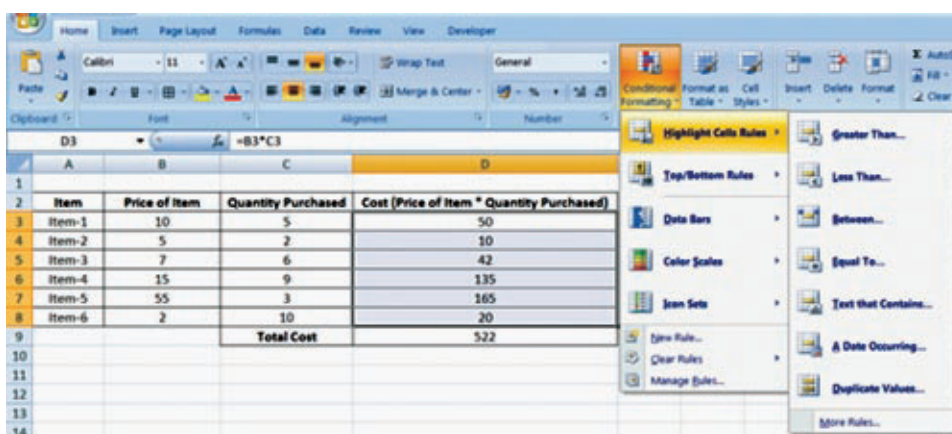 Home Insert Page Layout Formulas Data Review View Developer
Calibri 11 A A Wrap Text General Σ Auto
Paste B I U A Merge & Center % , Conditional Formatting Format as Table Cell Styles Insert Delete Format Fill Clear
Clipboard Font Alignment Number
D3 fx =B3*C3
A B C D
1
2 Item Price of Item Quantity Purchased Cost (Price of Item * Quantity Purchased)
3 Item-1 10 5 50
4 Item-2 5 2 10
5 Item-3 7 6 42
6 Item-4 15 9 135
7 Item-5 55 3 165
8 Item-6 2 10 20
9 Total Cost 522
10
11
12
13
14
Highlight Cells Rules
Top/Bottom Rules
Data Bars
Color Scales
Icon Sets
New Rule...
Clear Rules
Manage Rules...
Greater Than...
Less Than...
Between...
Equal To...
Text that Contains...
A Date Occurring...
Duplicate Values...
More Rules...